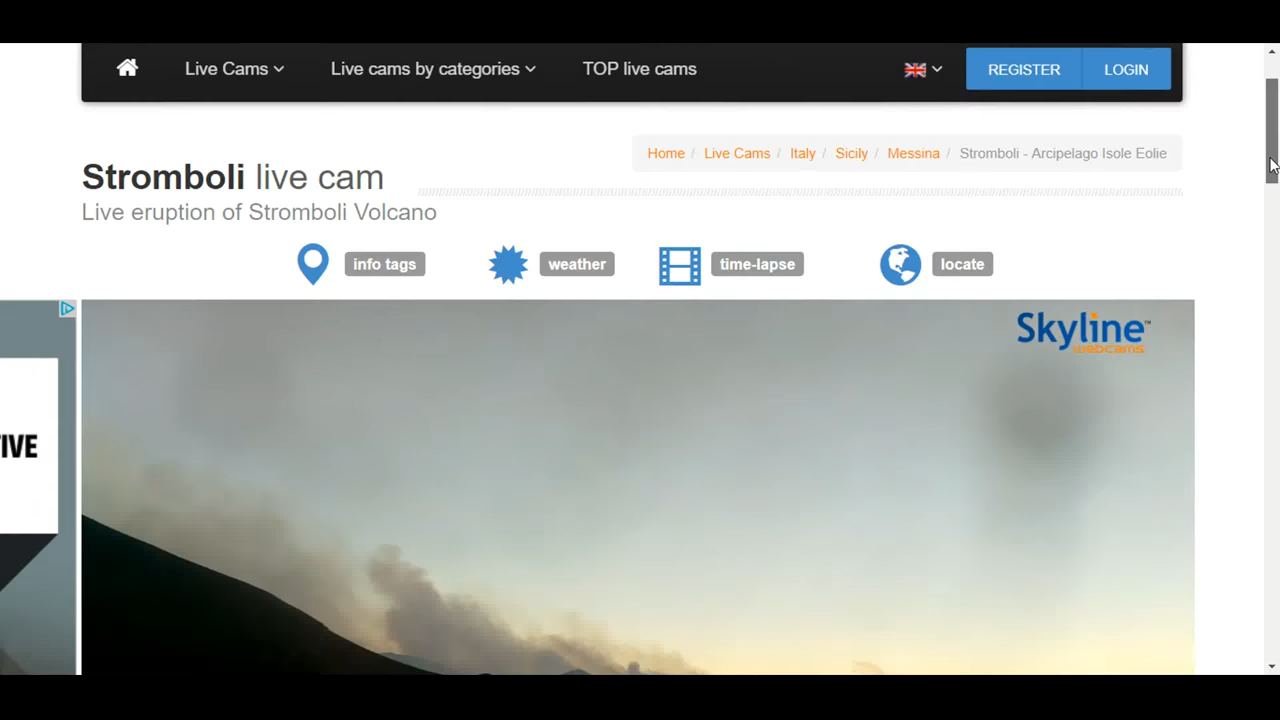 Live Cams
Live cams by categories
TOP live cams
REGISTER
LOGIN
Home / Live Cams / Italy / Sicily / Messina / Stromboli - Arcipelago Isole Eolie
Stromboli live cam
Live eruption of Stromboli Volcano
info tags
weather
time-lapse
locate
Skyline
webcams